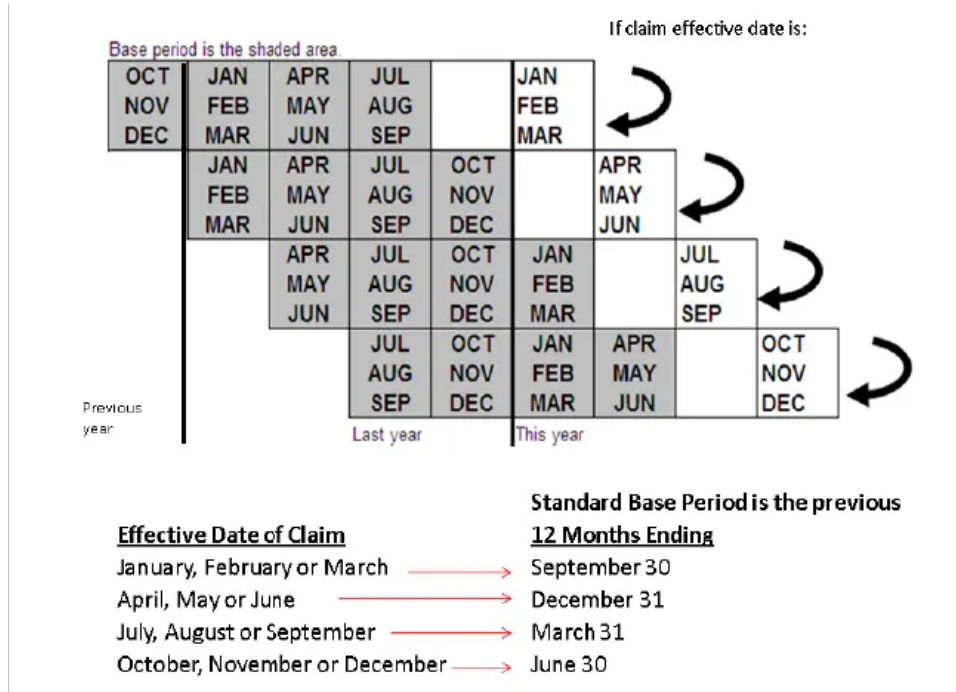 If claim effective date is:
Base period is the shaded area.
OCT JAN APR JUL JAN
NOV FEB MAY AUG FEB
DEC MAR JUN SEP MAR
JAN APR JUL OCT APR
FEB MAY AUG NOV MAY
MAR JUN SEP DEC JUN
APR JUL OCT JAN JUL
MAY AUG NOV FEB AUG
JUN SEP DEC MAR SEP
JUL OCT JAN APR OCT
AUG NOV FEB MAY NOV
SEP DEC MAR JUN DEC
Previous
year
Last year This year
Standard Base Period is the previous
Effective Date of Claim 12 Months Ending
January, February or March September 30
April, May or June December 31
July, August or September March 31
October, November or December June 30